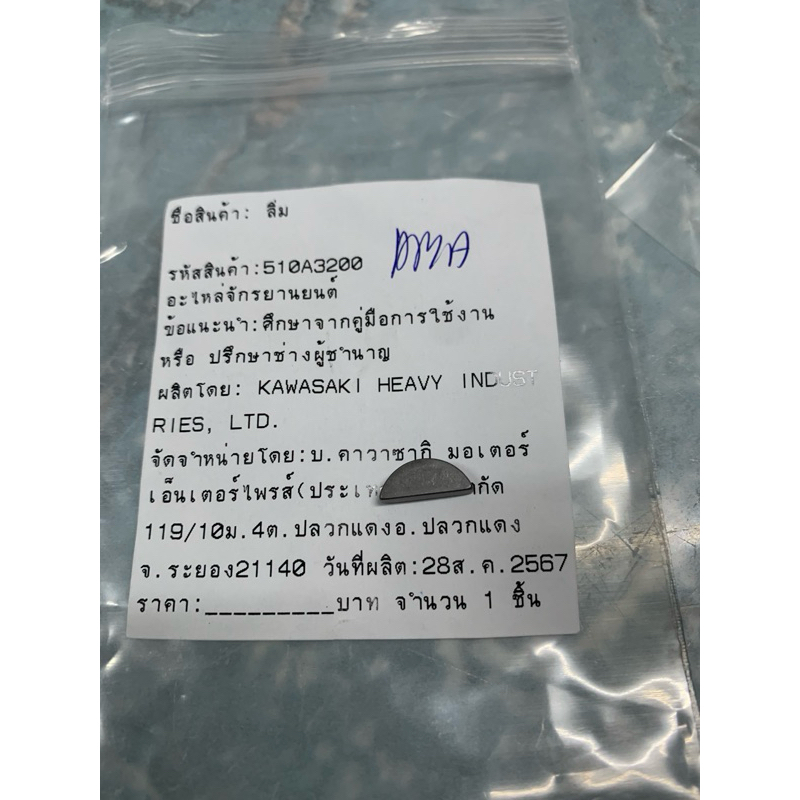 ชื่อสินค้า: ลิ่ม
รหัสสินค้า:510A3200
อะไหล่จักรยานยนต์
ข้อแนะนำ:ศึกษาจากคู่มือการใช้งาน
หรือ ปรึกษาช่างผู้ชำนาญ
ผลิตโดย: KAWASAKI HEAVY INDUST
RIES, LTD.
จัดจำหน่ายโดย:บ.คาวาซากิ มอเตอร์
เอ็นเตอร์ไพรส์(ประเท กัด
119/10ม.4ต.ปลวกแดงอ.ปลวกแดง
จ.ระยอง21140 วันที่ผลิต:28ส.ค.2567
ราคา:_________บาท จำนวน 1 ชิ้น